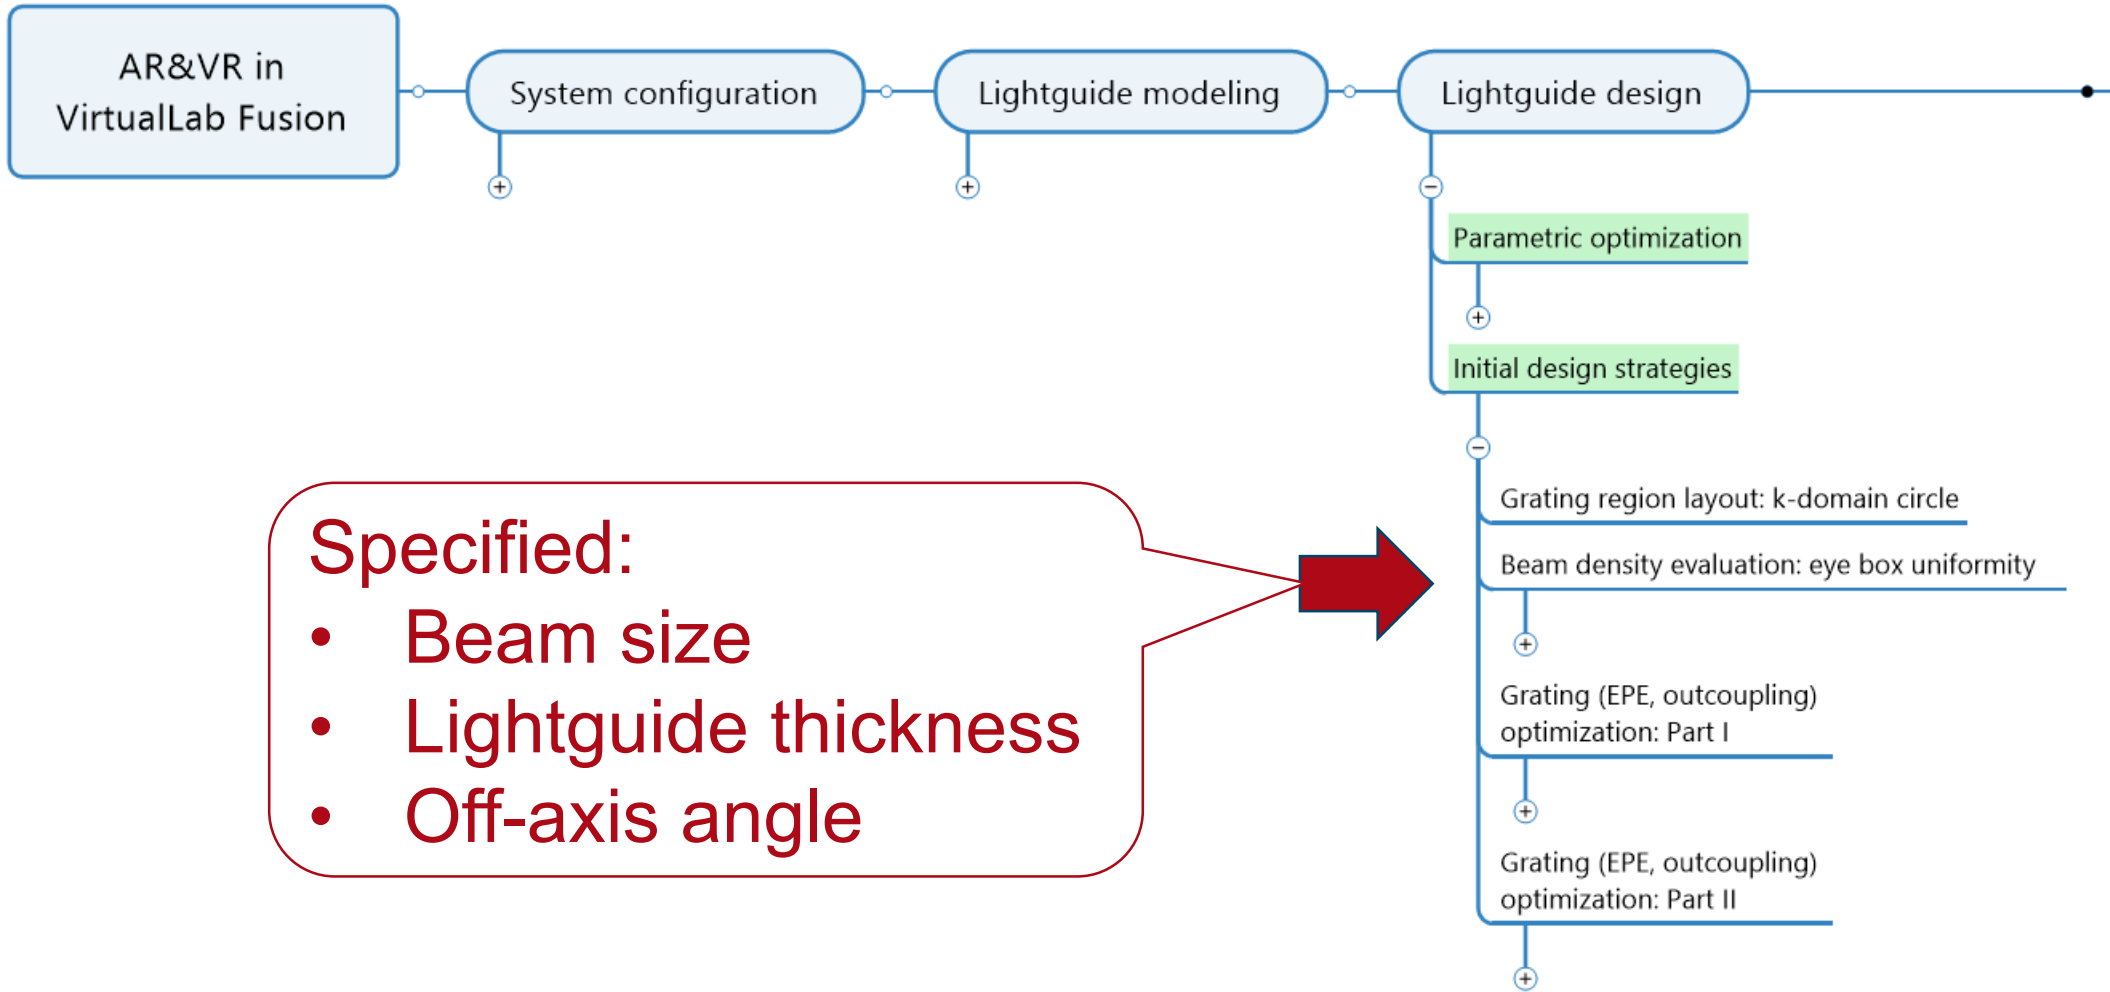 AR&VR in
VirtualLab Fusion
System configuration
Lightguide modeling
Lightguide design
Parametric optimization
Initial design strategies
Grating region layout: k-domain circle
Beam density evaluation: eye box uniformity
Grating (EPE, outcoupling)
optimization: Part I
Grating (EPE, outcoupling)
optimization: Part II
Specified:
• Beam size
• Lightguide thickness
• Off-axis angle